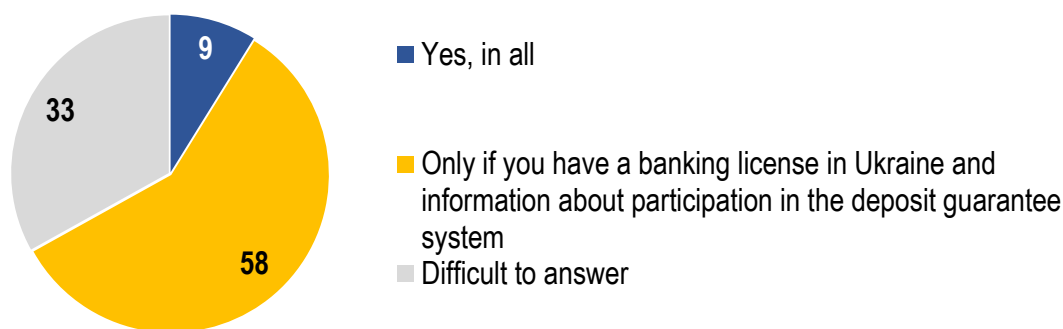 9
Yes, in all
33
Only if you have a banking license in Ukraine and
information about participation in the deposit guarantee
system
58
Difficult to answer